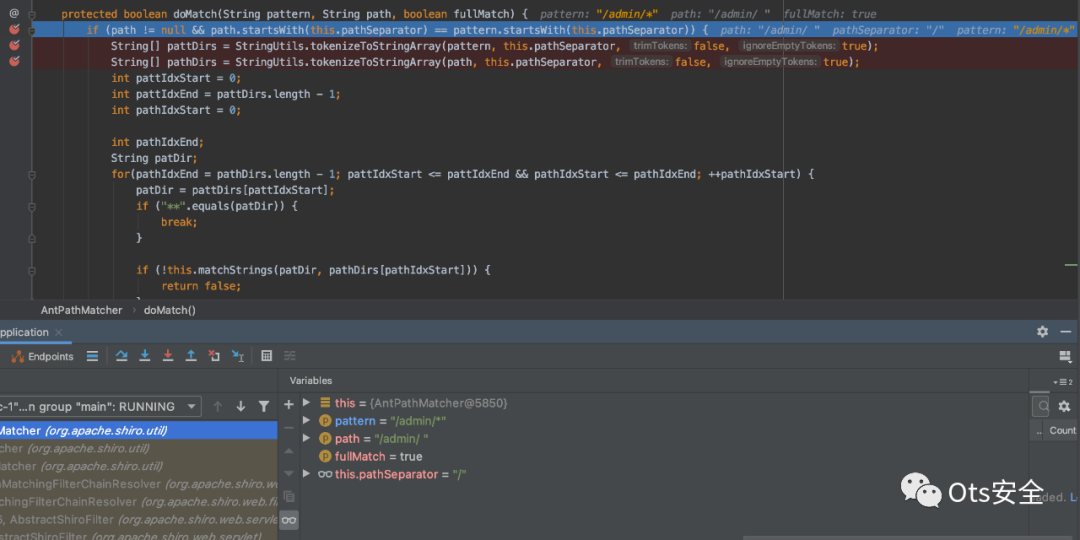 @ protected boolean doMatch(String pattern, String path, boolean fullMatch) { pattern: "/admin/*" path: "/admin/ " fullMatch: true
if (path != null && path.startsWith(this.pathSeparator) == pattern.startsWith(this.pathSeparator)) { path: "/admin/ " pathSeparator: "/" pattern: "/admin/*"
String[] pattDirs = StringUtils.tokenizeToStringArray(pattern, this.pathSeparator, trimTokens: false, ignoreEmptyTokens: true);
String[] pathDirs = StringUtils.tokenizeToStringArray(path, this.pathSeparator, trimTokens: false, ignoreEmptyTokens: true);
int pattIdxStart = 0;
int pattIdxEnd = pattDirs.length - 1;
int pathIdxStart = 0;
int pathIdxEnd;
String patDir;
for(pathIdxEnd = pathDirs.length - 1; pattIdxStart <= pattIdxEnd && pathIdxStart <= pathIdxEnd; ++pathIdxStart) {
patDir = pattDirs[pattIdxStart];
if ("**".equals(patDir)) {
break;
}
if (!this.matchStrings(patDir, pathDirs[pathIdxStart])) {
return false;
AntPathMatcher › doMatch()
pplication ×
Endpoints
Variables
c-1"...n group "main": RUNNING
Matcher (org.apache.shiro.util)
cher (org.apache.shiro.util)
latcher (org.apache.shiro.util)
MatchingFilterChainResolver (org.apache.shiro.we
chingFilterChainResolver (org.apache.shiro.web.fi
5, AbstractShiroFilter (org.apache.shiro.web.servle
stractShiroFilter (org.apache.shiro.web.servlet)
this = {AntPathMatcher@5850}
pattern = "/admin/*"
path = "/admin/ "
fullMatch = true
this.pathSeparator = "/"
2
.. Count
ded. L
Ots安全